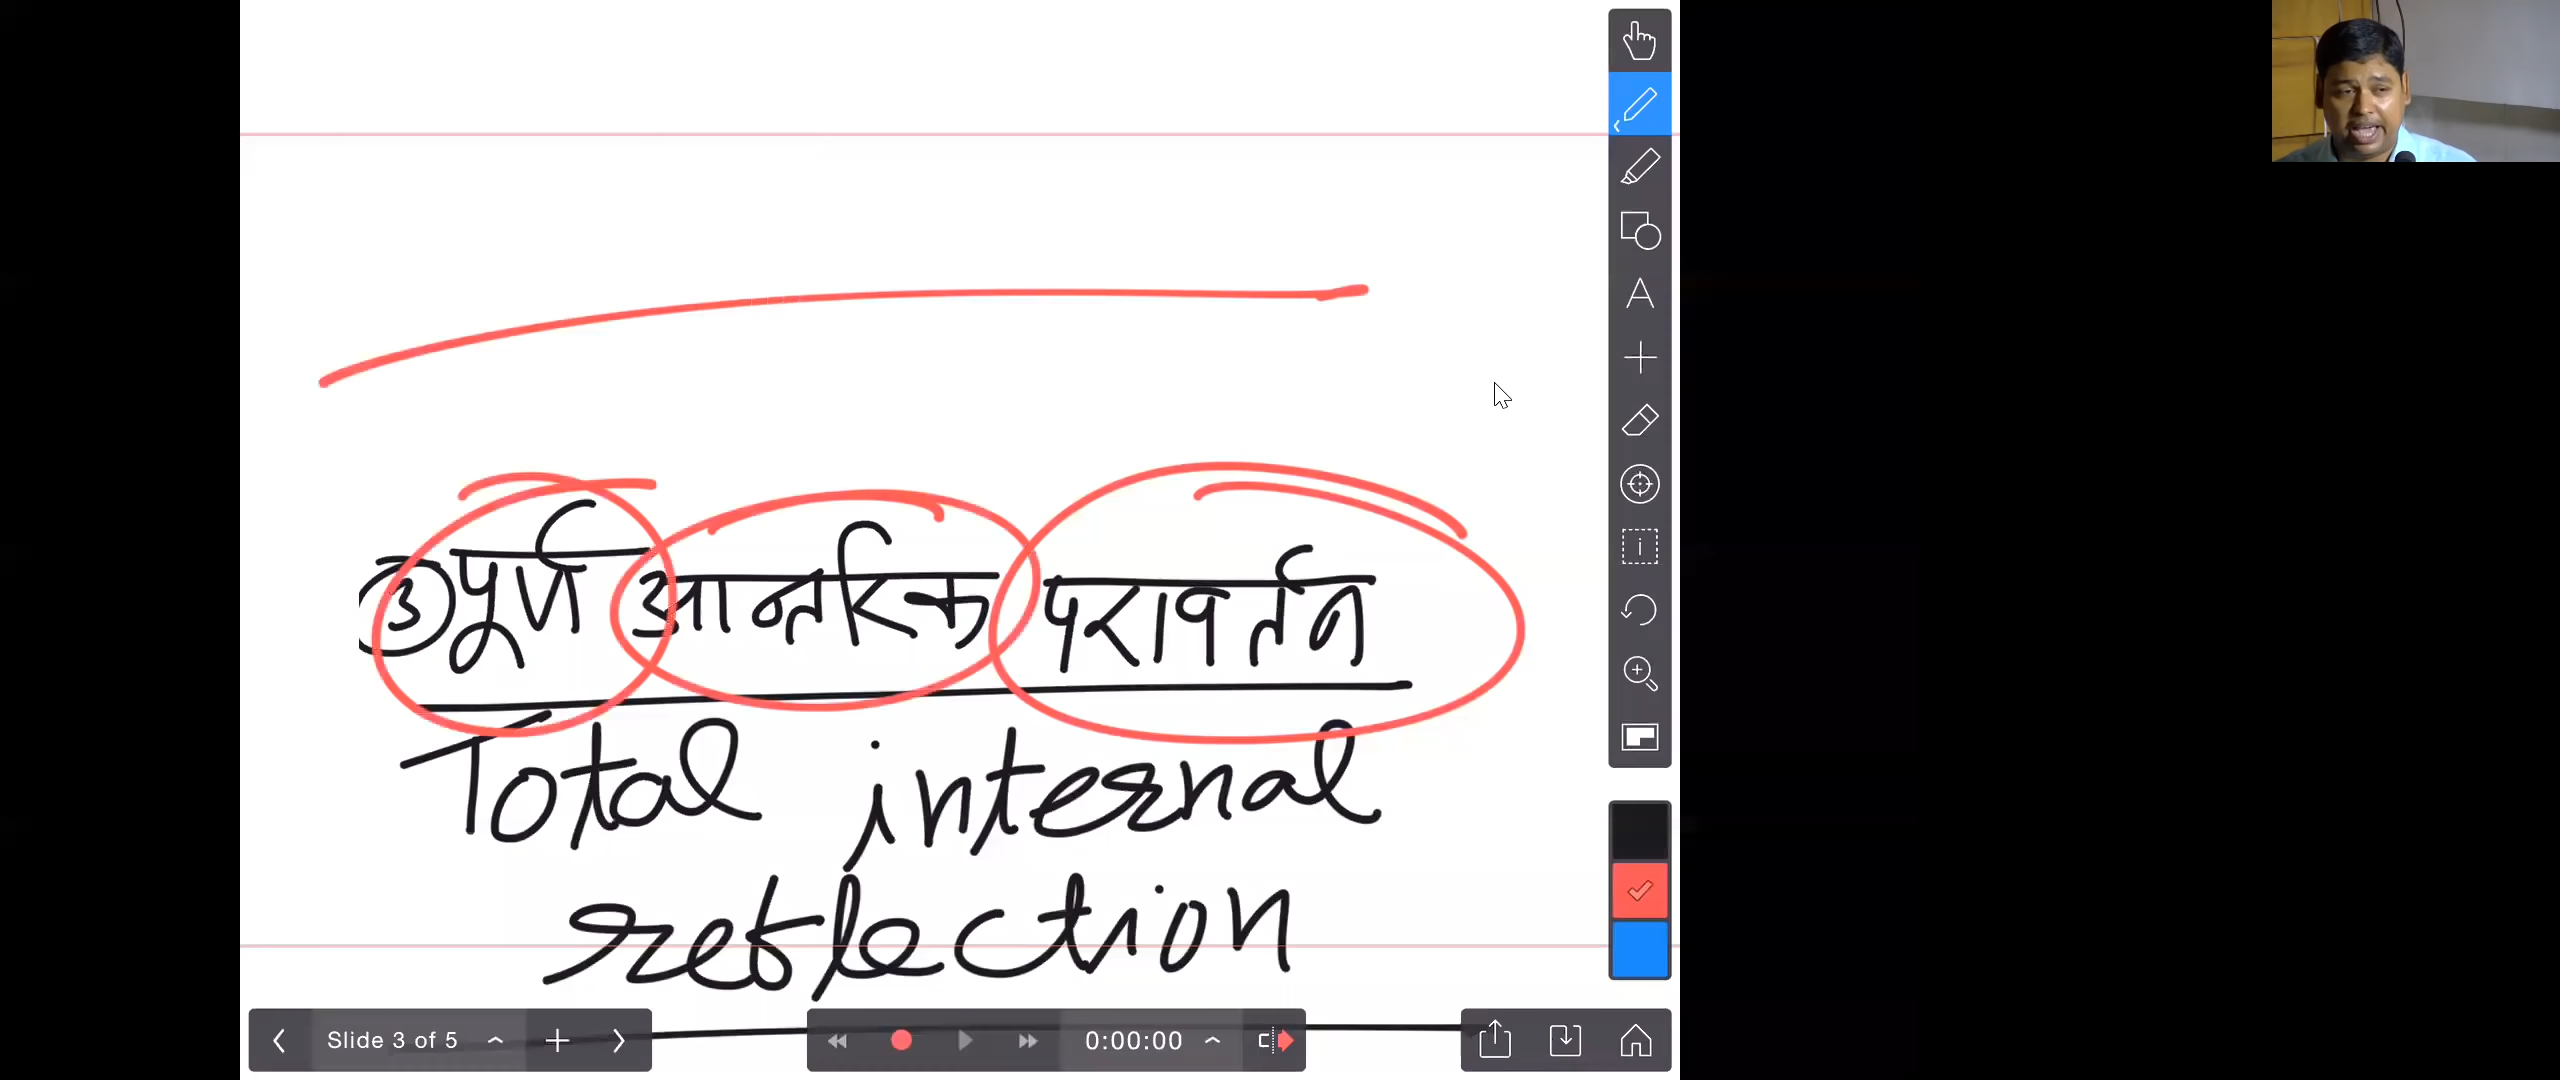 ③ पूर्ण आन्तरिक परावर्तन
Total internal
reflection
Slide 3 of 5
0:00:00